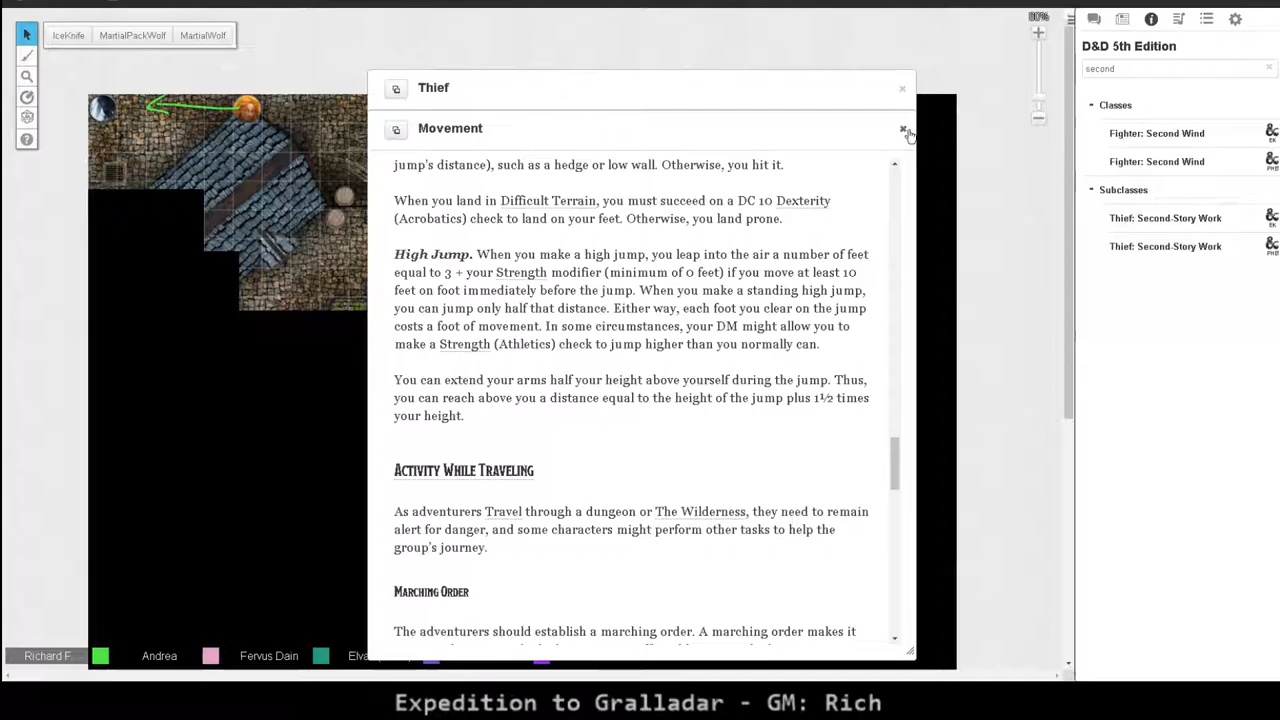 IceKnife
MartialPackWolf
MartialWolf
80%
Thief
Movement
jump's distance), such as a hedge or low wall. Otherwise, you hit it.
When you land in Difficult Terrain, you must succeed on a DC 10 Dexterity
(Acrobatics) check to land on your feet. Otherwise, you land prone.
High Jump. When you make a high jump, you leap into the air a number of feet
equal to 3 + your Strength modifier (minimum of 0 feet) if you move at least 10
feet on foot immediately before the jump. When you make a standing high jump,
you can jump only half that distance. Either way, each foot you clear on the jump
costs a foot of movement. In some circumstances, your DM might allow you to
make a Strength (Athletics) check to jump higher than you normally can.
You can extend your arms half your height above yourself during the jump. Thus,
you can reach above you a distance equal to the height of the jump plus 1½ times
your height.
Activity While Traveling
As adventurers Travel through a dungeon or The Wilderness, they need to remain
alert for danger, and some characters might perform other tasks to help the
group's journey.
Marching Order
The adventurers should establish a marching order. A marching order makes it
D&D 5th Edition
second
Classes
Fighter: Second Wind
Fighter: Second Wind
Subclasses
Thief: Second-Story Work
Thief: Second-Story Work
Richard F.
Andrea
Fervus Dain
Expedition to Gralladar - GM: Rich